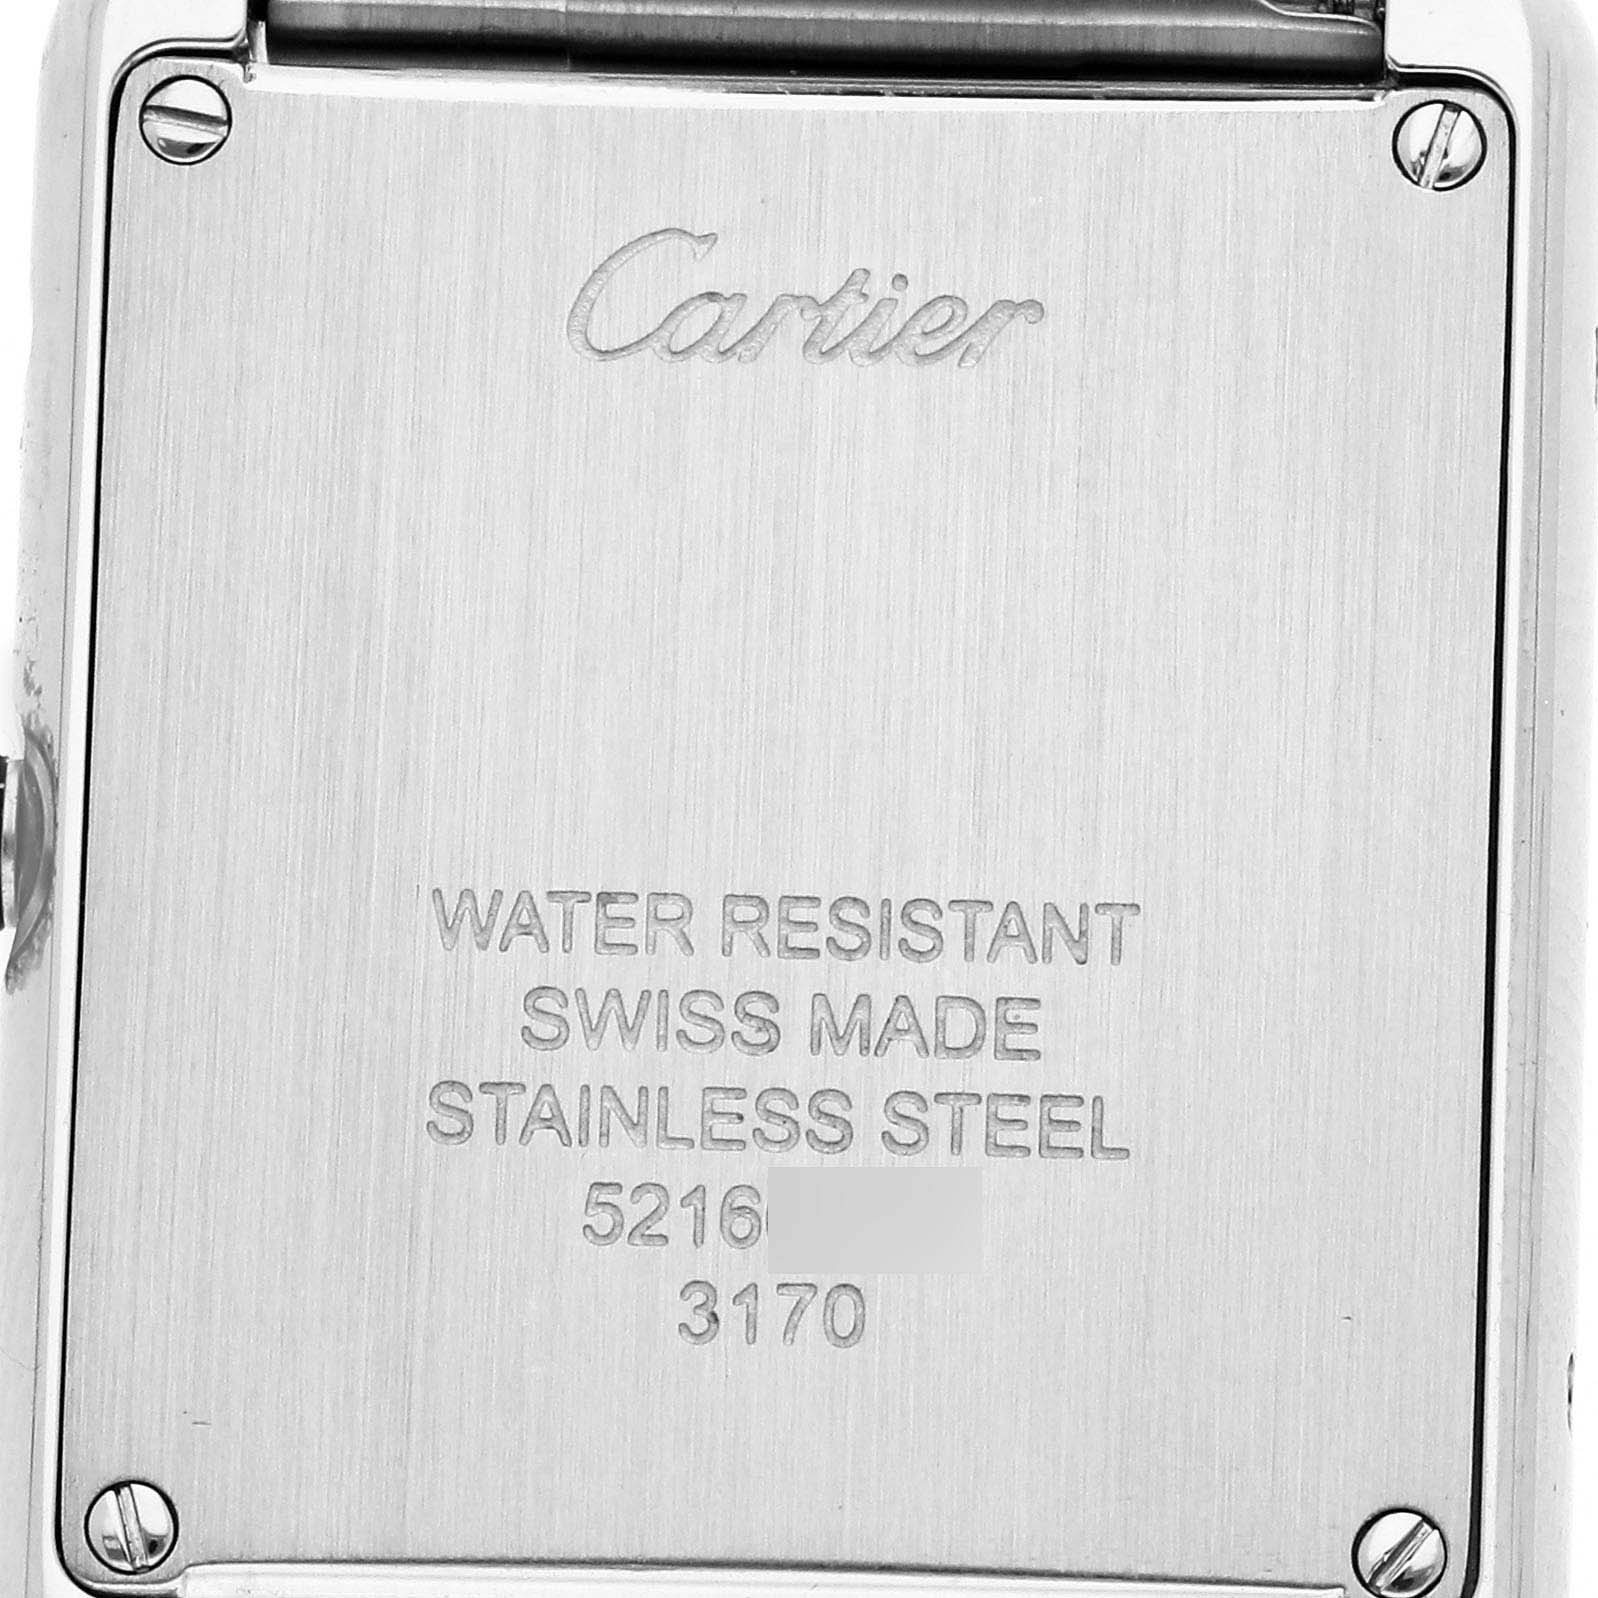 Cartier
WATER RESISTANT
SWISS MADE
STAINLESS STEEL
5216
3170